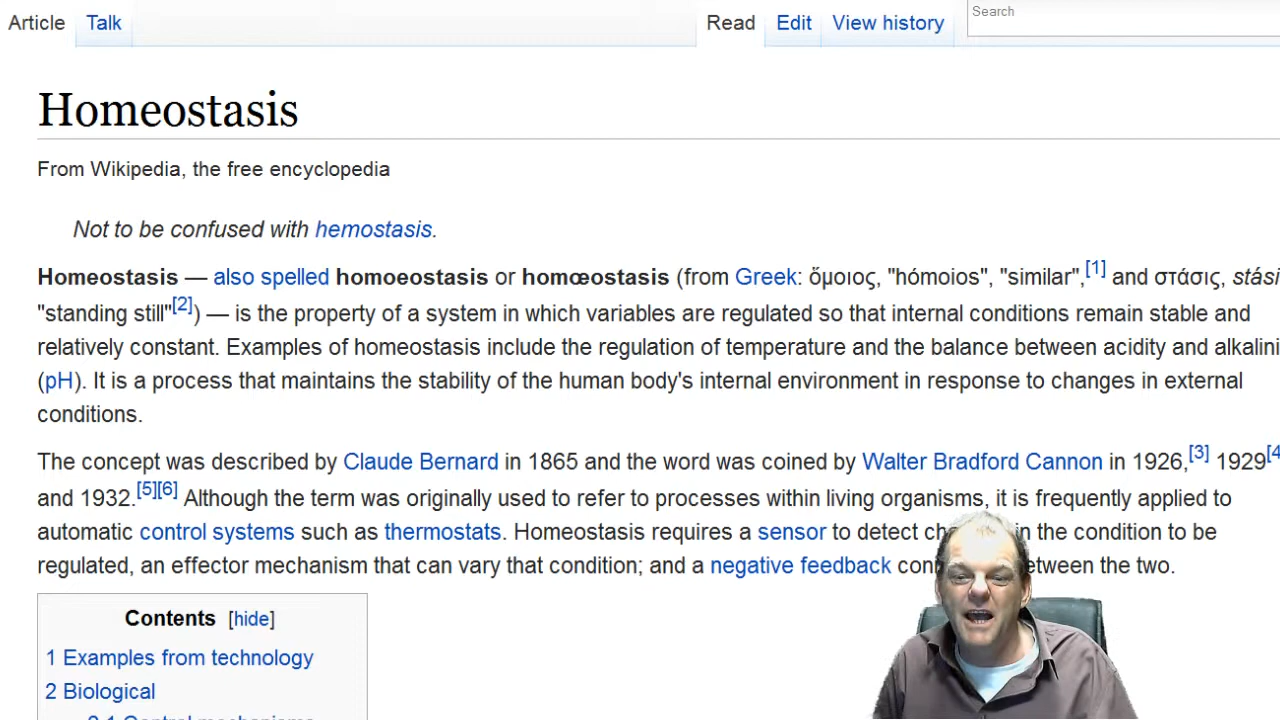 Article Talk Read Edit View history Search
Homeostasis
From Wikipedia, the free encyclopedia
Not to be confused with hemostasis.
Homeostasis — also spelled homoeostasis or homœostasis (from Greek: ὅμοιος, "hómoios", "similar",[1] and στάσις,
"standing still"[2]) — is the property of a system in which variables are regulated so that internal conditions remain stable and
relatively constant. Examples of homeostasis include the regulation of temperature and the balance between acidity and
(pH). It is a process that maintains the stability of the human body's internal environment in response to changes in external
conditions.
The concept was described by Claude Bernard in 1865 and the word was coined by Walter Bradford Cannon in 1926,[3] 1929
and 1932.[5][6] Although the term was originally used to refer to processes within living organisms, it is frequently applied to
automatic control systems such as thermostats. Homeostasis requires a sensor to detect in the condition to be
regulated, an effector mechanism that can vary that condition; and a negative feedback between the two.
Contents [hide]
1 Examples from technology
2 Biological